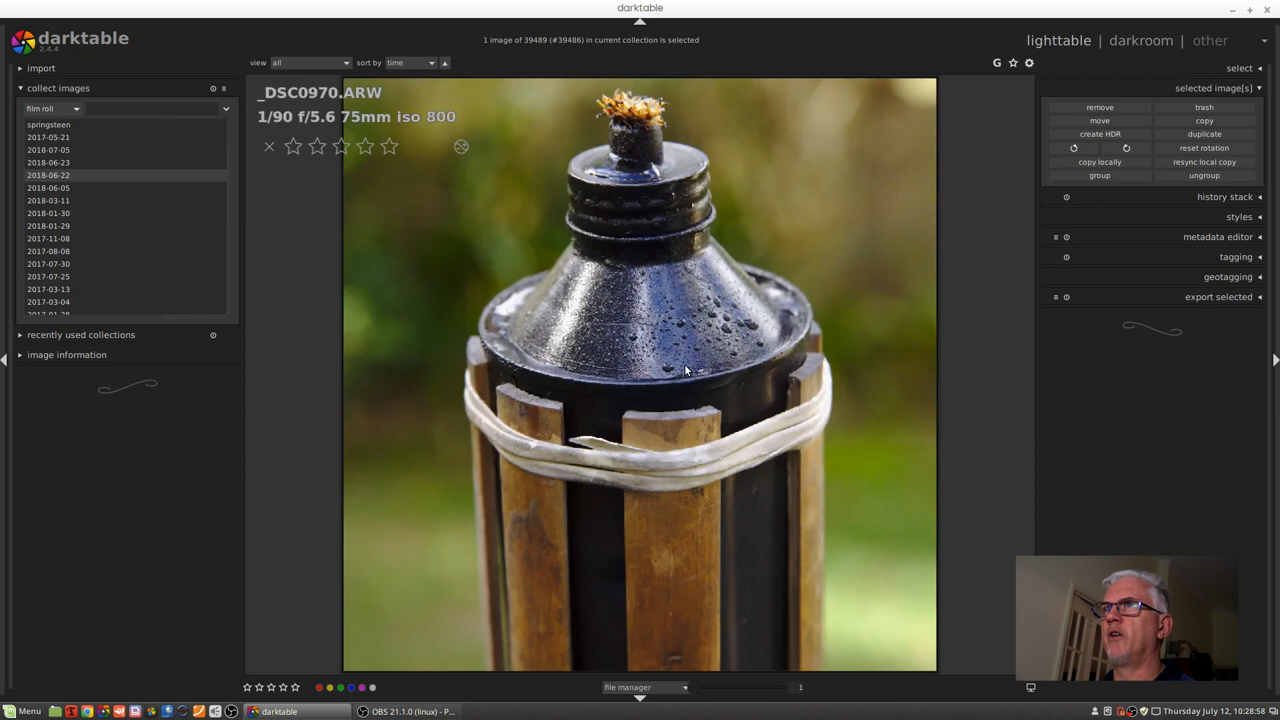 darktable
darktable
2.4.4
1 image of 39489 (#39486) in current collection is selected
lighttable | darkroom | other
import
collect images
film roll
springsteen
2017-05-21
2018-07-05
2018-06-23
2018-06-22
2018-06-05
2018-03-11
2018-01-30
2018-01-29
2017-11-08
2017-08-08
2017-07-30
2017-07-25
2017-03-13
2017-03-04
recently used collections
image information
view all sort by time
G
_DSC0970.ARW
1/90 f/5.6 75mm iso 800
select
selected image[s]
remove trash
move copy
create HDR duplicate
reset rotation
copy locally resync local copy
group ungroup
history stack
styles
metadata editor
tagging
geotagging
export selected
file manager 1
Menu darktable OBS 21.1.0 (linux) - P... Thursday July 12, 10:28:58